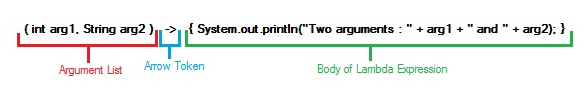 ( int arg1, String arg2 ) -> { System.out.println("Two arguments : " + arg1 + " and " + arg2); }
Argument List Arrow Token Body of Lambda Expression